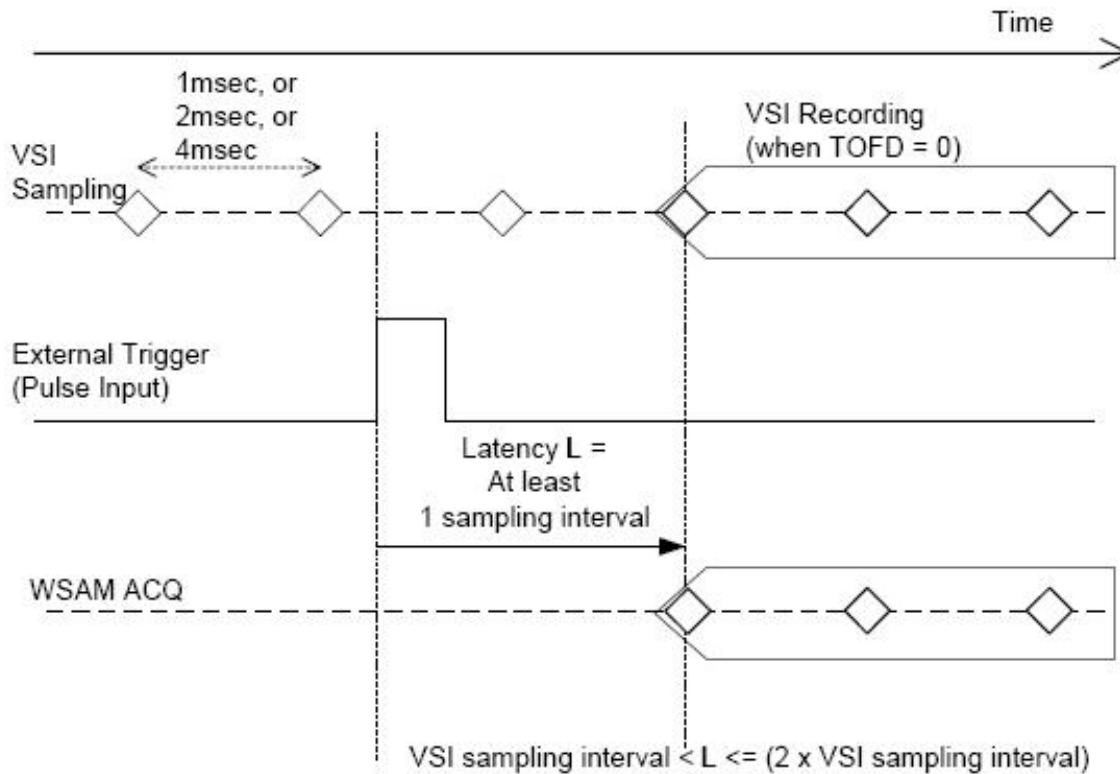 Time
1msec, or
2msec, or
4msec
VSI Recording
(when TOFD = 0)
VSI
Sampling
External Trigger
(Pulse Input)
Latency L =
At least
1 sampling interval
WSAM ACQ
VSI sampling interval < L <= (2 x VSI sampling interval)